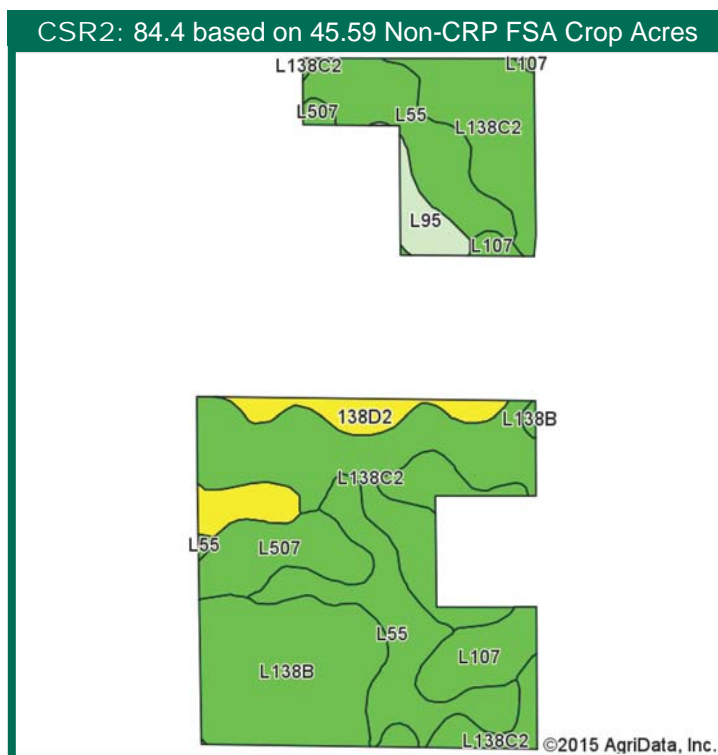 CSR2: 84.4 based on 45.59 Non-CRP FSA Crop Acres
L138C2
L107
L507
L55
L138C2
L95
L107
138D2
L138B
L138C2
L55
L507
L55
L107
L138B
L138C2
©2015 AgriData, Inc.